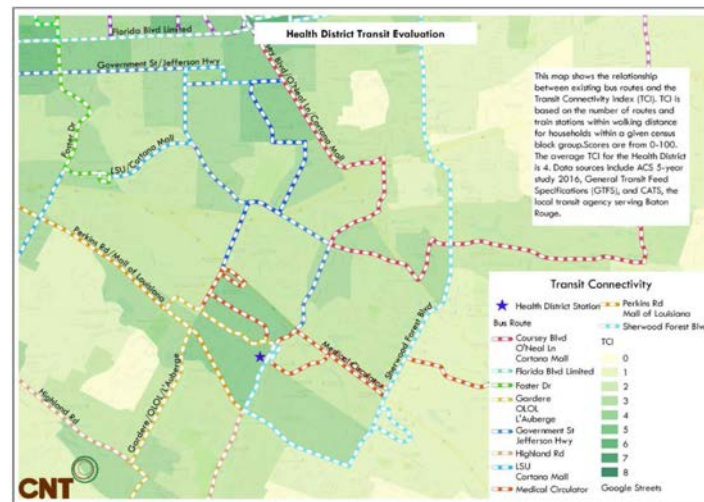 Florida Blvd Limited
Health District Transit Evaluation
Government St/Jefferson Hwy
sey Blvd/O'Neal Ln/Cortana Mall
Foster Dr
LSU/Cortana Mall
This map shows the relationship
between existing bus routes and the
Transit Connectivity Index (TCI). TCI is
based on the number of routes and
train stations within walking distance
for households within a given census
block group.Scores are from 0-100.
The average TCI for the Health District
is 4. Data sources include ACS 5-year
study 2016, General Transit Feed
Specifications (GTFS), and CATS, the
local transit agency serving Baton
Rouge.
Perkins Rd/Mall of Louisiana
Sherwood Forest Blvd
Medical Circulator
Gardere/OLOL/L'Auberge
Highland Rd
Transit Connectivity
Health District Station
Bus Route
Coursey Blvd
O'Neal Ln
Cortana Mall
Florida Blvd Limited
Foster Dr
Gardere
OLOL
L'Auberge
Government St
Jefferson Hwy
Highland Rd
LSU
Cortana Mall
Medical Circulator
Perkins Rd
Mall of Louisiana
Sherwood Forest Blv
TCI
0
1
2
3
4
5
6
7
8
Google Streets
CNT